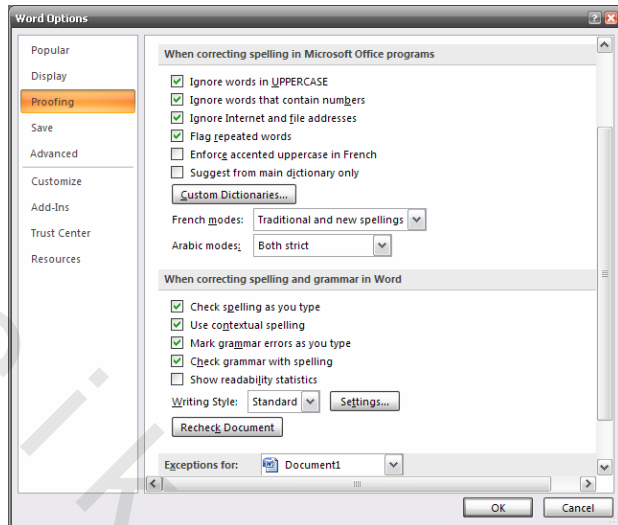 Word Options
Popular
Display
Proofing
Save
Advanced
Customize
Add-Ins
Trust Center
Resources
When correcting spelling in Microsoft Office programs
Ignore words in UPPERCASE
Ignore words that contain numbers
Ignore Internet and file addresses
Flag repeated words
Enforce accented uppercase in French
Suggest from main dictionary only
Custom Dictionaries...
French modes: Traditional and new spellings
Arabic modes: Both strict
When correcting spelling and grammar in Word
Check spelling as you type
Use contextual spelling
Mark grammar errors as you type
Check grammar with spelling
Show readability statistics
Writing Style: Standard Settings...
Recheck Document
Exceptions for: Document1
OK Cancel